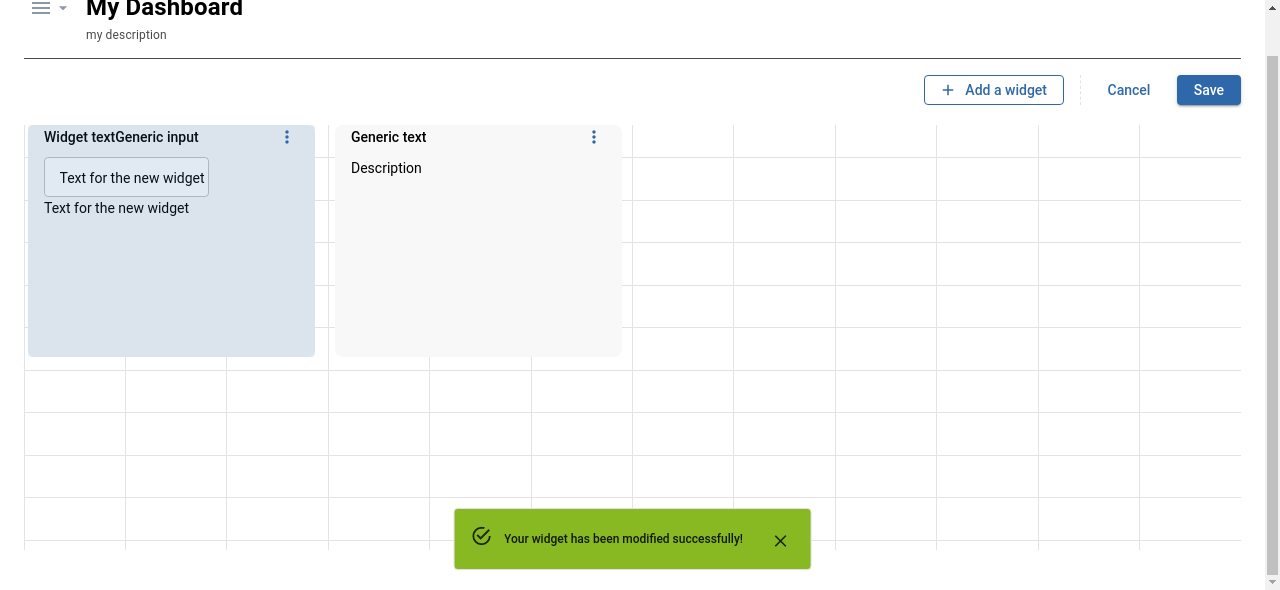 My Dashboard
my description
Add a widget
Cancel
Save
Widget textGeneric input
Text for the new widget
Text for the new widget
Generic text
Description
Your widget has been modified successfully!